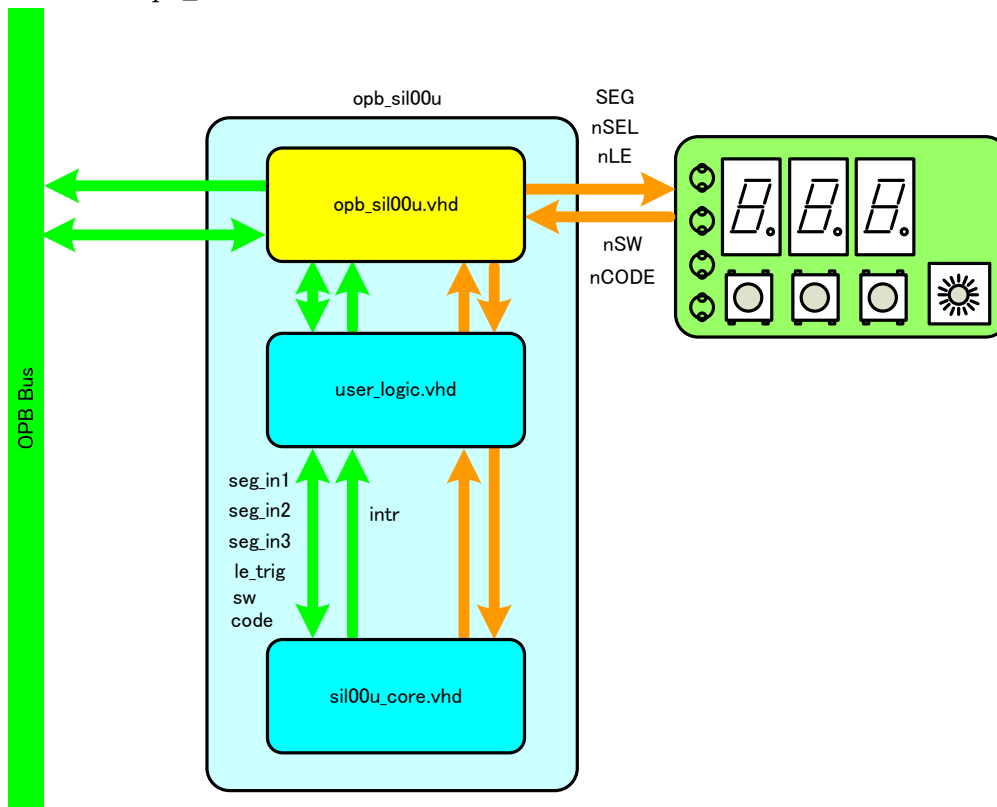 opb_sil00u
SEG
nSEL
nLE
opb_sil00u.vhd
nSW
nCODE
user_logic.vhd
OPB Bus
seg_in1
seg_in2
seg_in3
le_trig
sw
code
intr
sil00u_core.vhd